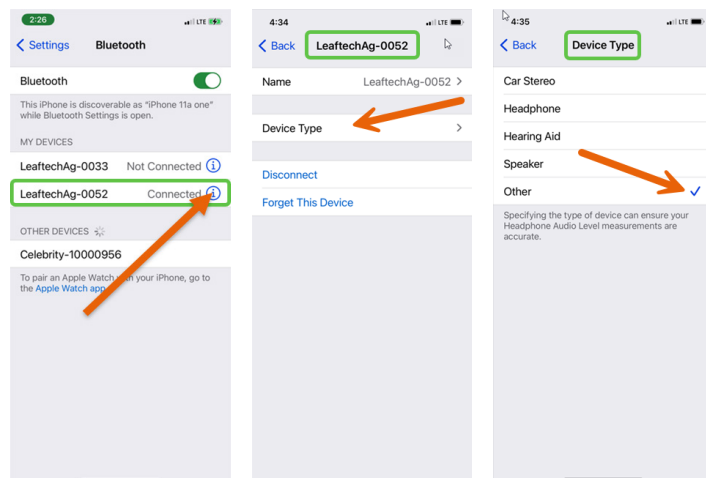 2:26
LTE
Settings
Bluetooth
Bluetooth
This iPhone is discoverable as “iPhone 11a one”
while Bluetooth Settings is open.
MY DEVICES
LeaftechAg-0033 Not Connected
LeaftechAg-0052 Connected
OTHER DEVICES
Celebrity-10000956
To pair an Apple Watch with your iPhone, go to
the Apple Watch app
4:34
LTE
Back
LeaftechAg-0052
Name LeaftechAg-0052
Device Type
Disconnect
Forget This Device
4:35
LTE
Back
Device Type
Car Stereo
Headphone
Hearing Aid
Speaker
Other
Specifying the type of device can ensure your
Headphone Audio Level measurements are
accurate.